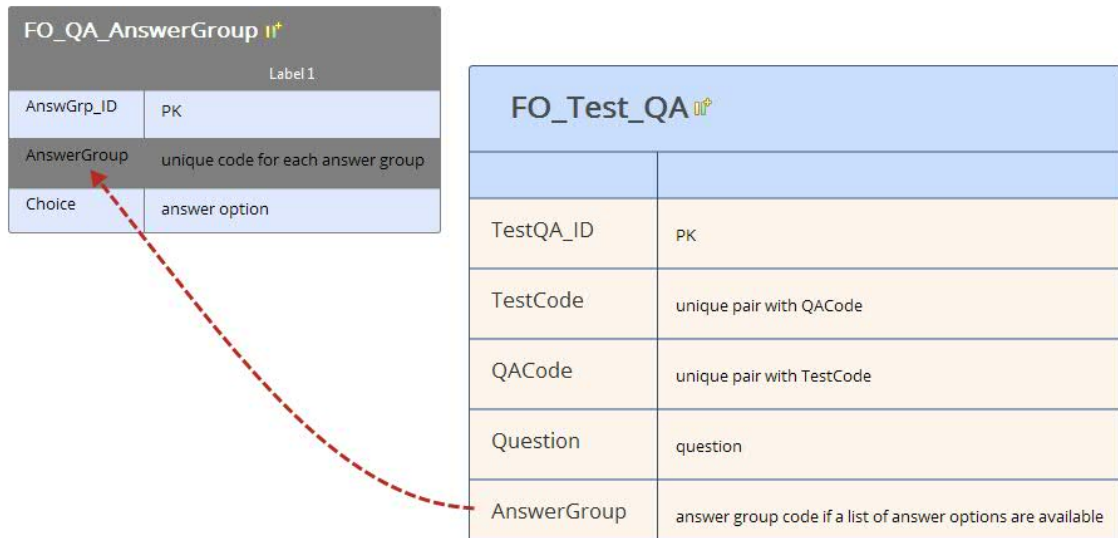 FO_QA_AnswerGroup
Label 1
AnswGrp_ID PK
AnswerGroup unique code for each answer group
Choice answer option
FO_Test_QA
TestQA_ID PK
TestCode unique pair with QACode
QACode unique pair with TestCode
Question question
AnswerGroup answer group code if a list of answer options are available